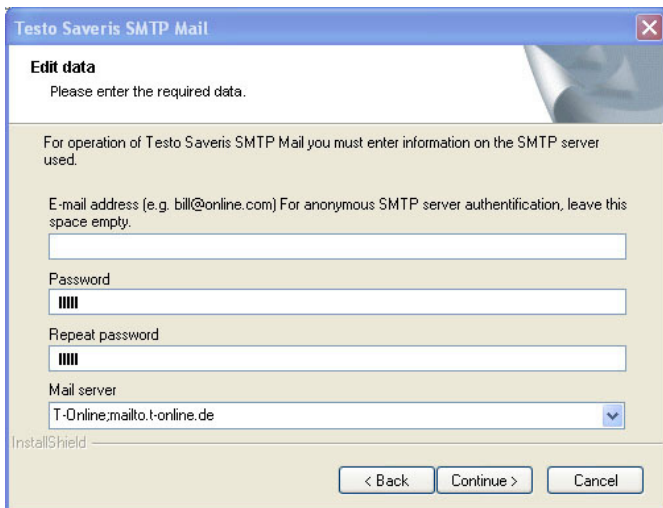 Testo Saveris SMTP Mail
Edit data
Please enter the required data.
For operation of Testo Saveris SMTP Mail you must enter information on the SMTP server
used.
E-mail address (e.g. bill@online.com) For anonymous SMTP server authentification, leave this
space empty.
Password
Repeat password
Mail server
T-Online;mailto.t-online.de
InstallShield
< Back Continue > Cancel